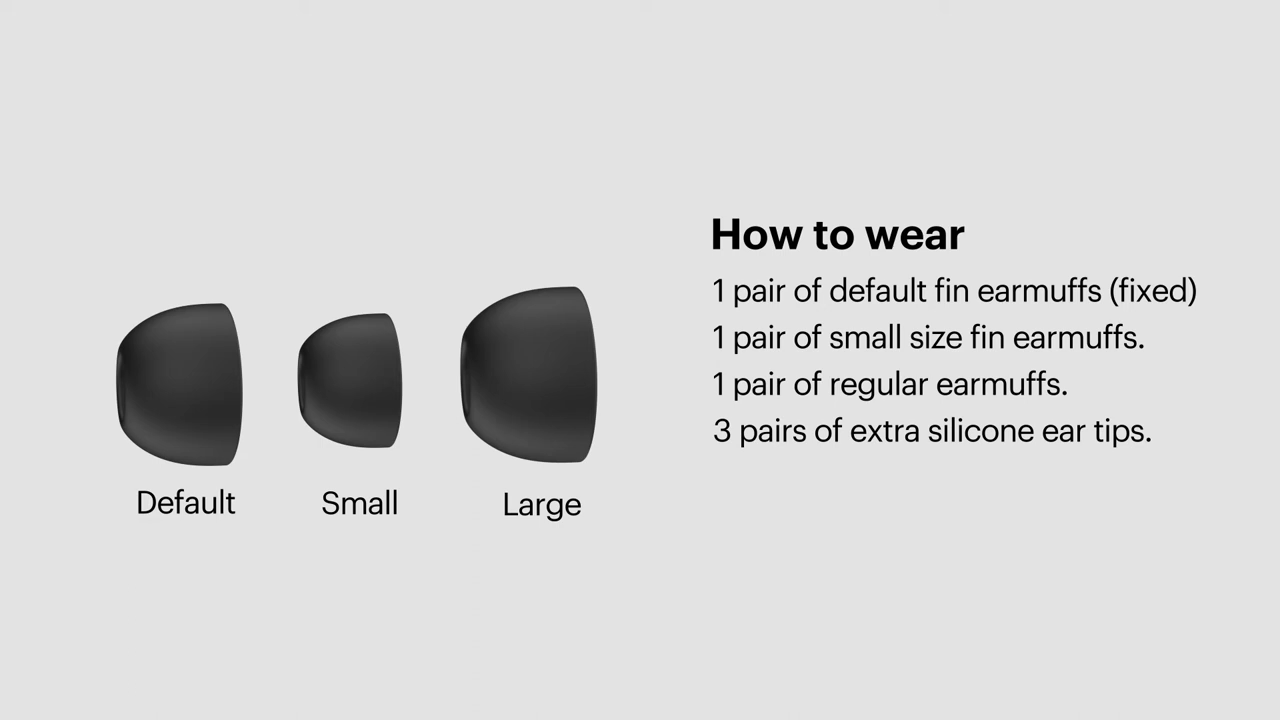 How to wear
1 pair of default fin earmuffs (fixed)
1 pair of small size fin earmuffs.
1 pair of regular earmuffs.
3 pairs of extra silicone ear tips.
Default
Small
Large